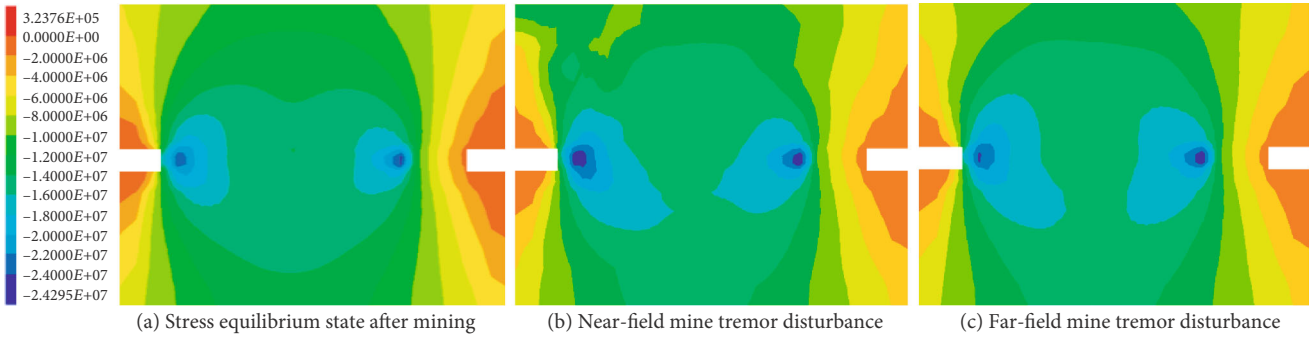 3.2376E+05
0.0000E+00
−2.0000E+06
−4.0000E+06
−6.0000E+06
−8.0000E+06
−1.0000E+07
−1.2000E+07
−1.4000E+07
−1.6000E+07
−1.8000E+07
−2.0000E+07
−2.2000E+07
−2.4000E+07
−2.4295E+07
(a) Stress equilibrium state after mining
(b) Near-field mine tremor disturbance
(c) Far-field mine tremor disturbance